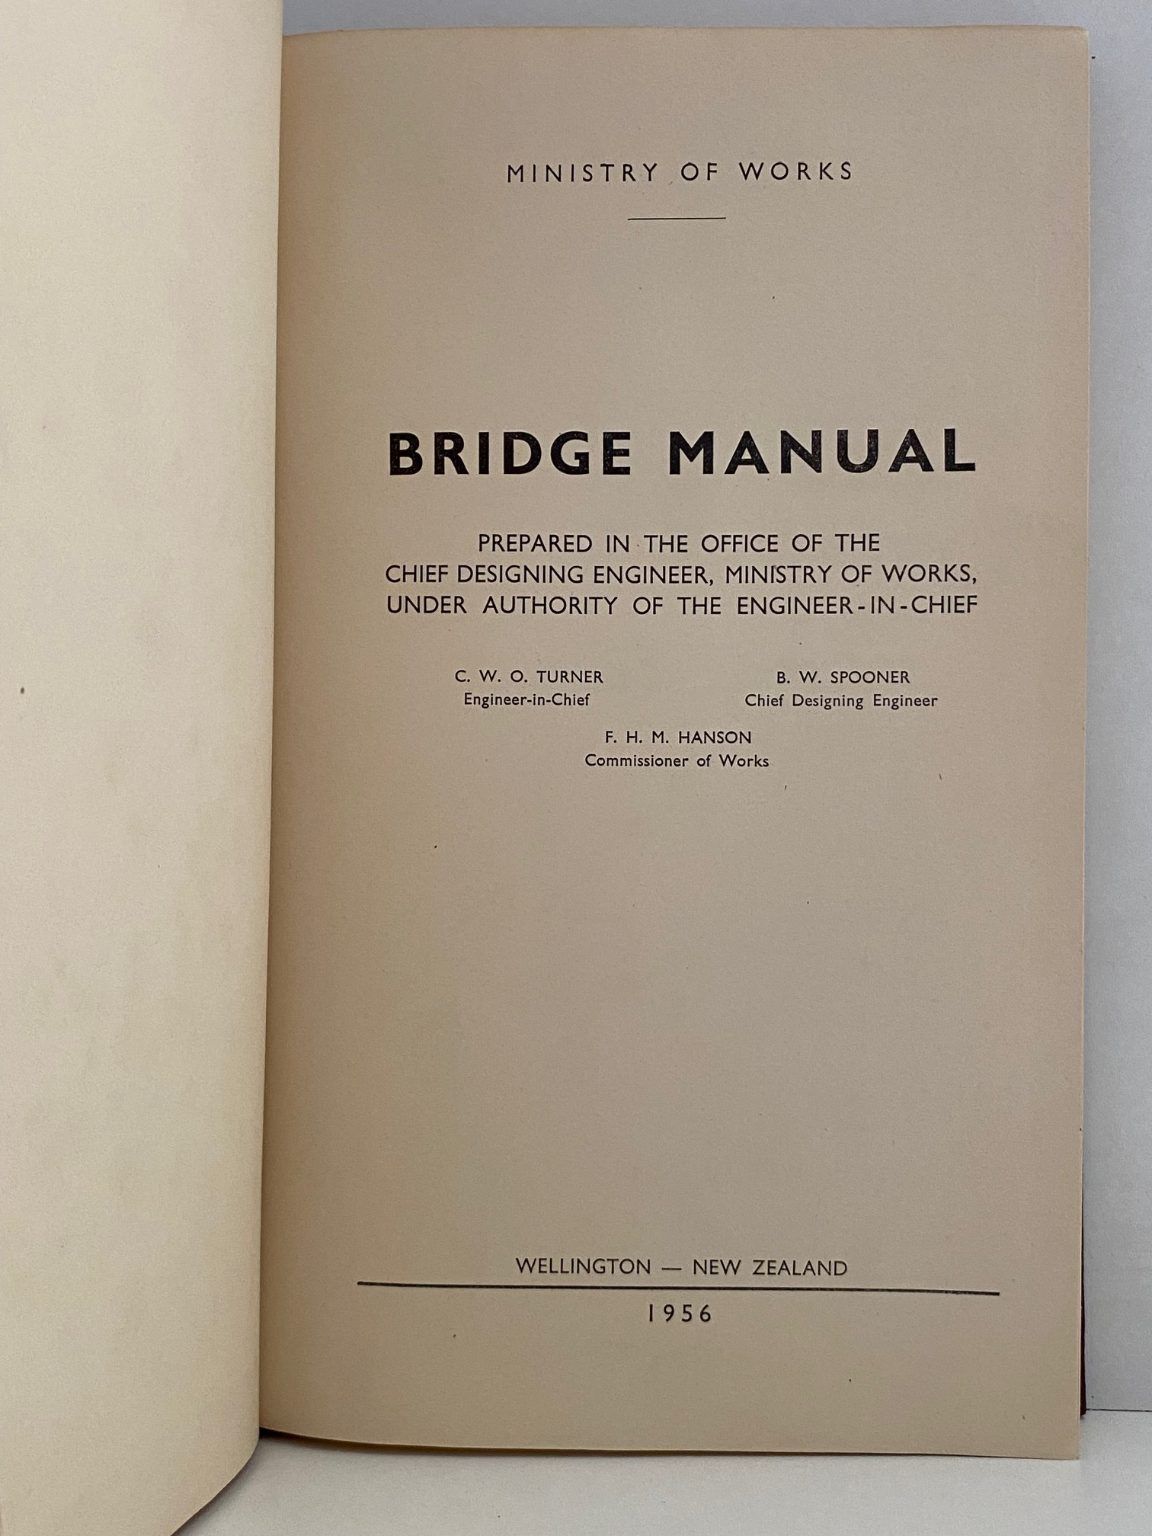 MINISTRY OF WORKS
BRIDGE MANUAL
PREPARED IN THE OFFICE OF THE
CHIEF DESIGNING ENGINEER, MINISTRY OF WORKS,
UNDER AUTHORITY OF THE ENGINEER-IN-CHIEF
C. W. O. TURNER
Engineer-in-Chief
B. W. SPOONER
Chief Designing Engineer
F. H. M. HANSON
Commissioner of Works
WELLINGTON — NEW ZEALAND
1956